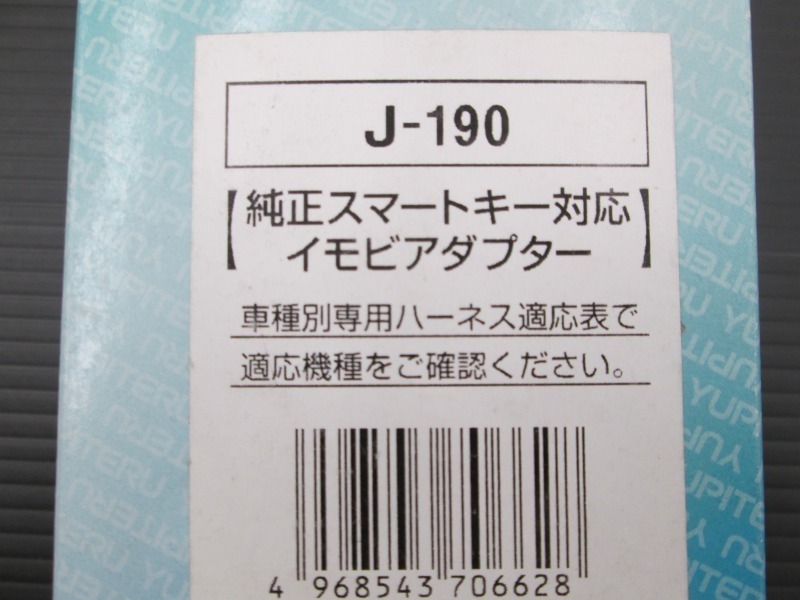 J-190
【純正スマートキー対応
イモビアダプター】
車種別専用ハーネス適応表で
適応機種をご確認ください。
4 968543 706628
YUPITERU